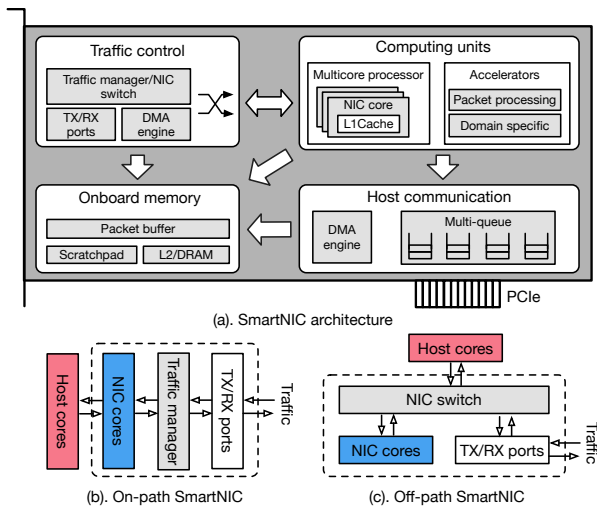 Traffic control
Traffic manager/NIC
switch
TX/RX
ports
DMA
engine
Computing units
Multicore processor
NIC core
L1Cache
Accelerators
Packet processing
Domain specific
Onboard memory
Packet buffer
Scratchpad
L2/DRAM
Host communication
DMA
engine
Multi-queue
PCIe
(a). SmartNIC architecture
Host cores
NIC cores
Traffic manager
TX/RX ports
Traffic
(b). On-path SmartNIC
Host cores
NIC switch
NIC cores
TX/RX ports
Traffic
(c). Off-path SmartNIC